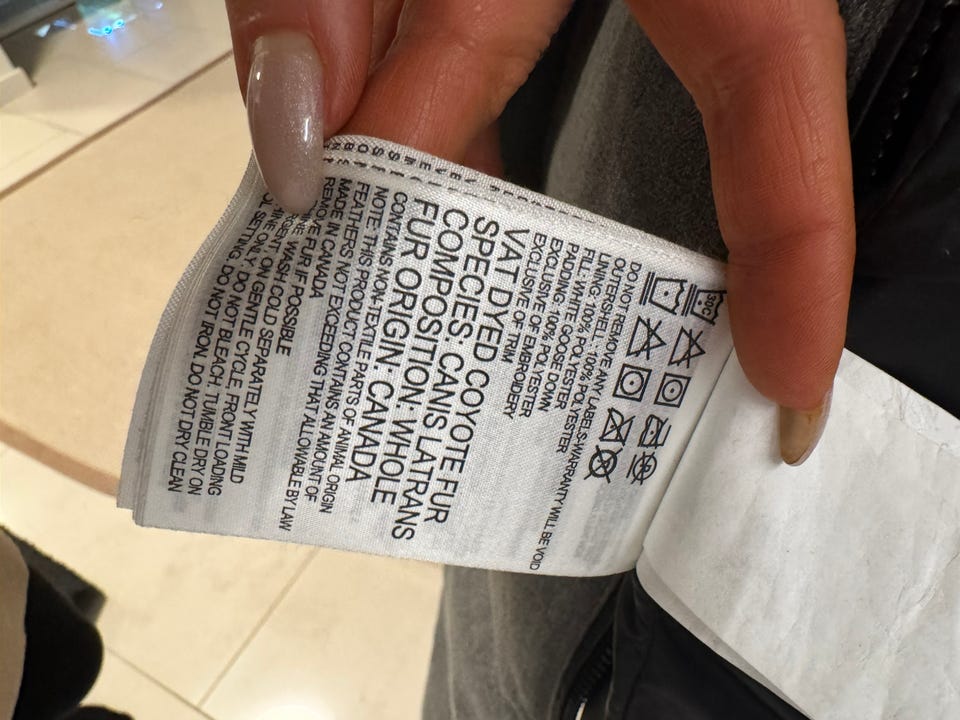 30C
DO NOT REMOVE ANY LABELS-WARRANTY WILL BE VOID
OUTERSHELL: 100% POLYESTER
LINING: 100% POLYESTER
FILL: WHITE GOOSE DOWN
PADDING: 100% POLYESTER
EXCLUSIVE OF EMBROIDERY
EXCLUSIVE OF TRIM
VAT DYED COYOTE FUR
SPECIES: CANIS LATRANS
COMPOSITION: WHOLE
FUR ORIGIN: CANADA
CONTAINS NON-TEXTILE PARTS OF ANIMAL ORIGIN
NOTE: THIS PRODUCT CONTAINS AN AMOUNT OF
FEATHERS NOT EXCEEDING THAT ALLOWABLE BY LAW
MADE IN CANADA
REMOVE FUR IF POSSIBLE
WASH COLD SEPARATELY WITH MILD
ONLY ON GENTLE CYCLE, FRONT LOADING
DO NOT BLEACH, TUMBLE DRY ON
SETTING, DO NOT IRON. DO NOT DRY CLEAN